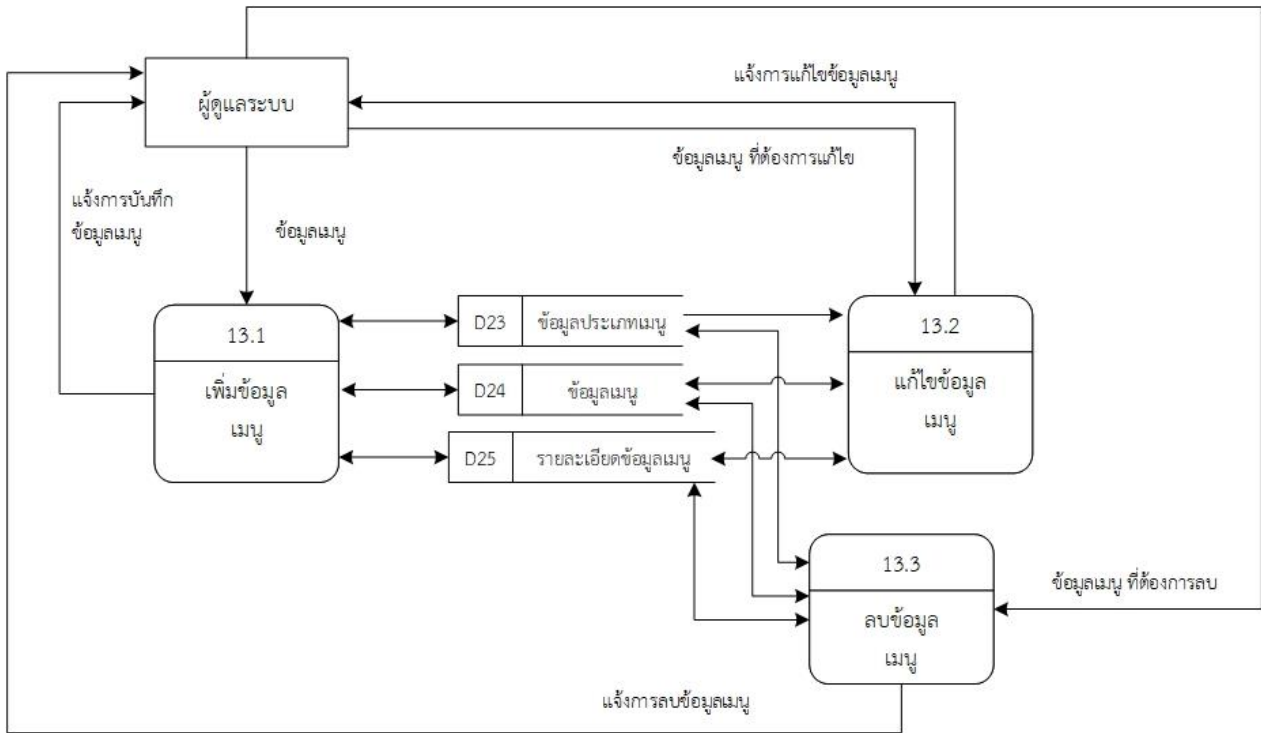 แจ้งการแก้ไขข้อมูลเมนู
ผู้ดูแลระบบ
ข้อมูลเมนู ที่ต้องการแก้ไข
แจ้งการบันทึก
ข้อมูลเมนู
ข้อมูลเมนู
13.1
เพิ่มข้อมูล
เมนู
D23 ข้อมูลประเภทเมนู
D24 ข้อมูลเมนู
D25 รายละเอียดข้อมูลเมนู
13.2
แก้ไขข้อมูล
เมนู
13.3
ลบข้อมูล
เมนู
ข้อมูลเมนู ที่ต้องการลบ
แจ้งการลบข้อมูลเมนู